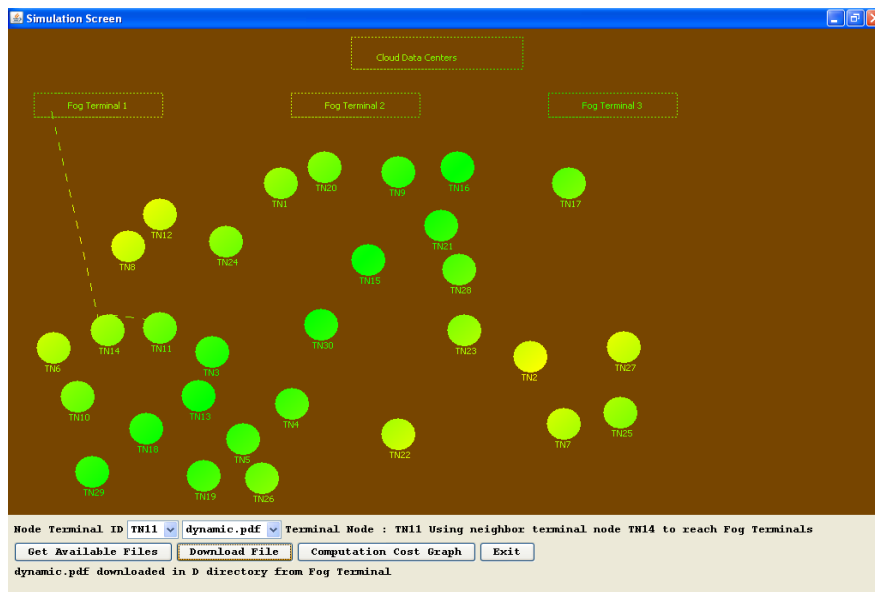 Simulation Screen
Cloud Data Centers
Fog Terminal 1 Fog Terminal 2 Fog Terminal 3
TN20 TN9 TN16
TN1 TN17
TN12 TN21
TN8 TN24
TN15 TN28
TN14 TN11 TN30 TN23
TN6 TN3 TN2 TN27
TN10 TN13 TN4
TN18 TN5 TN22 TN7 TN25
TN29 TN19 TN26
Node Terminal ID TN11 dynamic.pdf Terminal Node : TN11 Using neighbor terminal node TN14 to reach Fog Terminals
Get Available Files Download File Computation Cost Graph Exit
dynamic.pdf downloaded in D directory from Fog Terminal